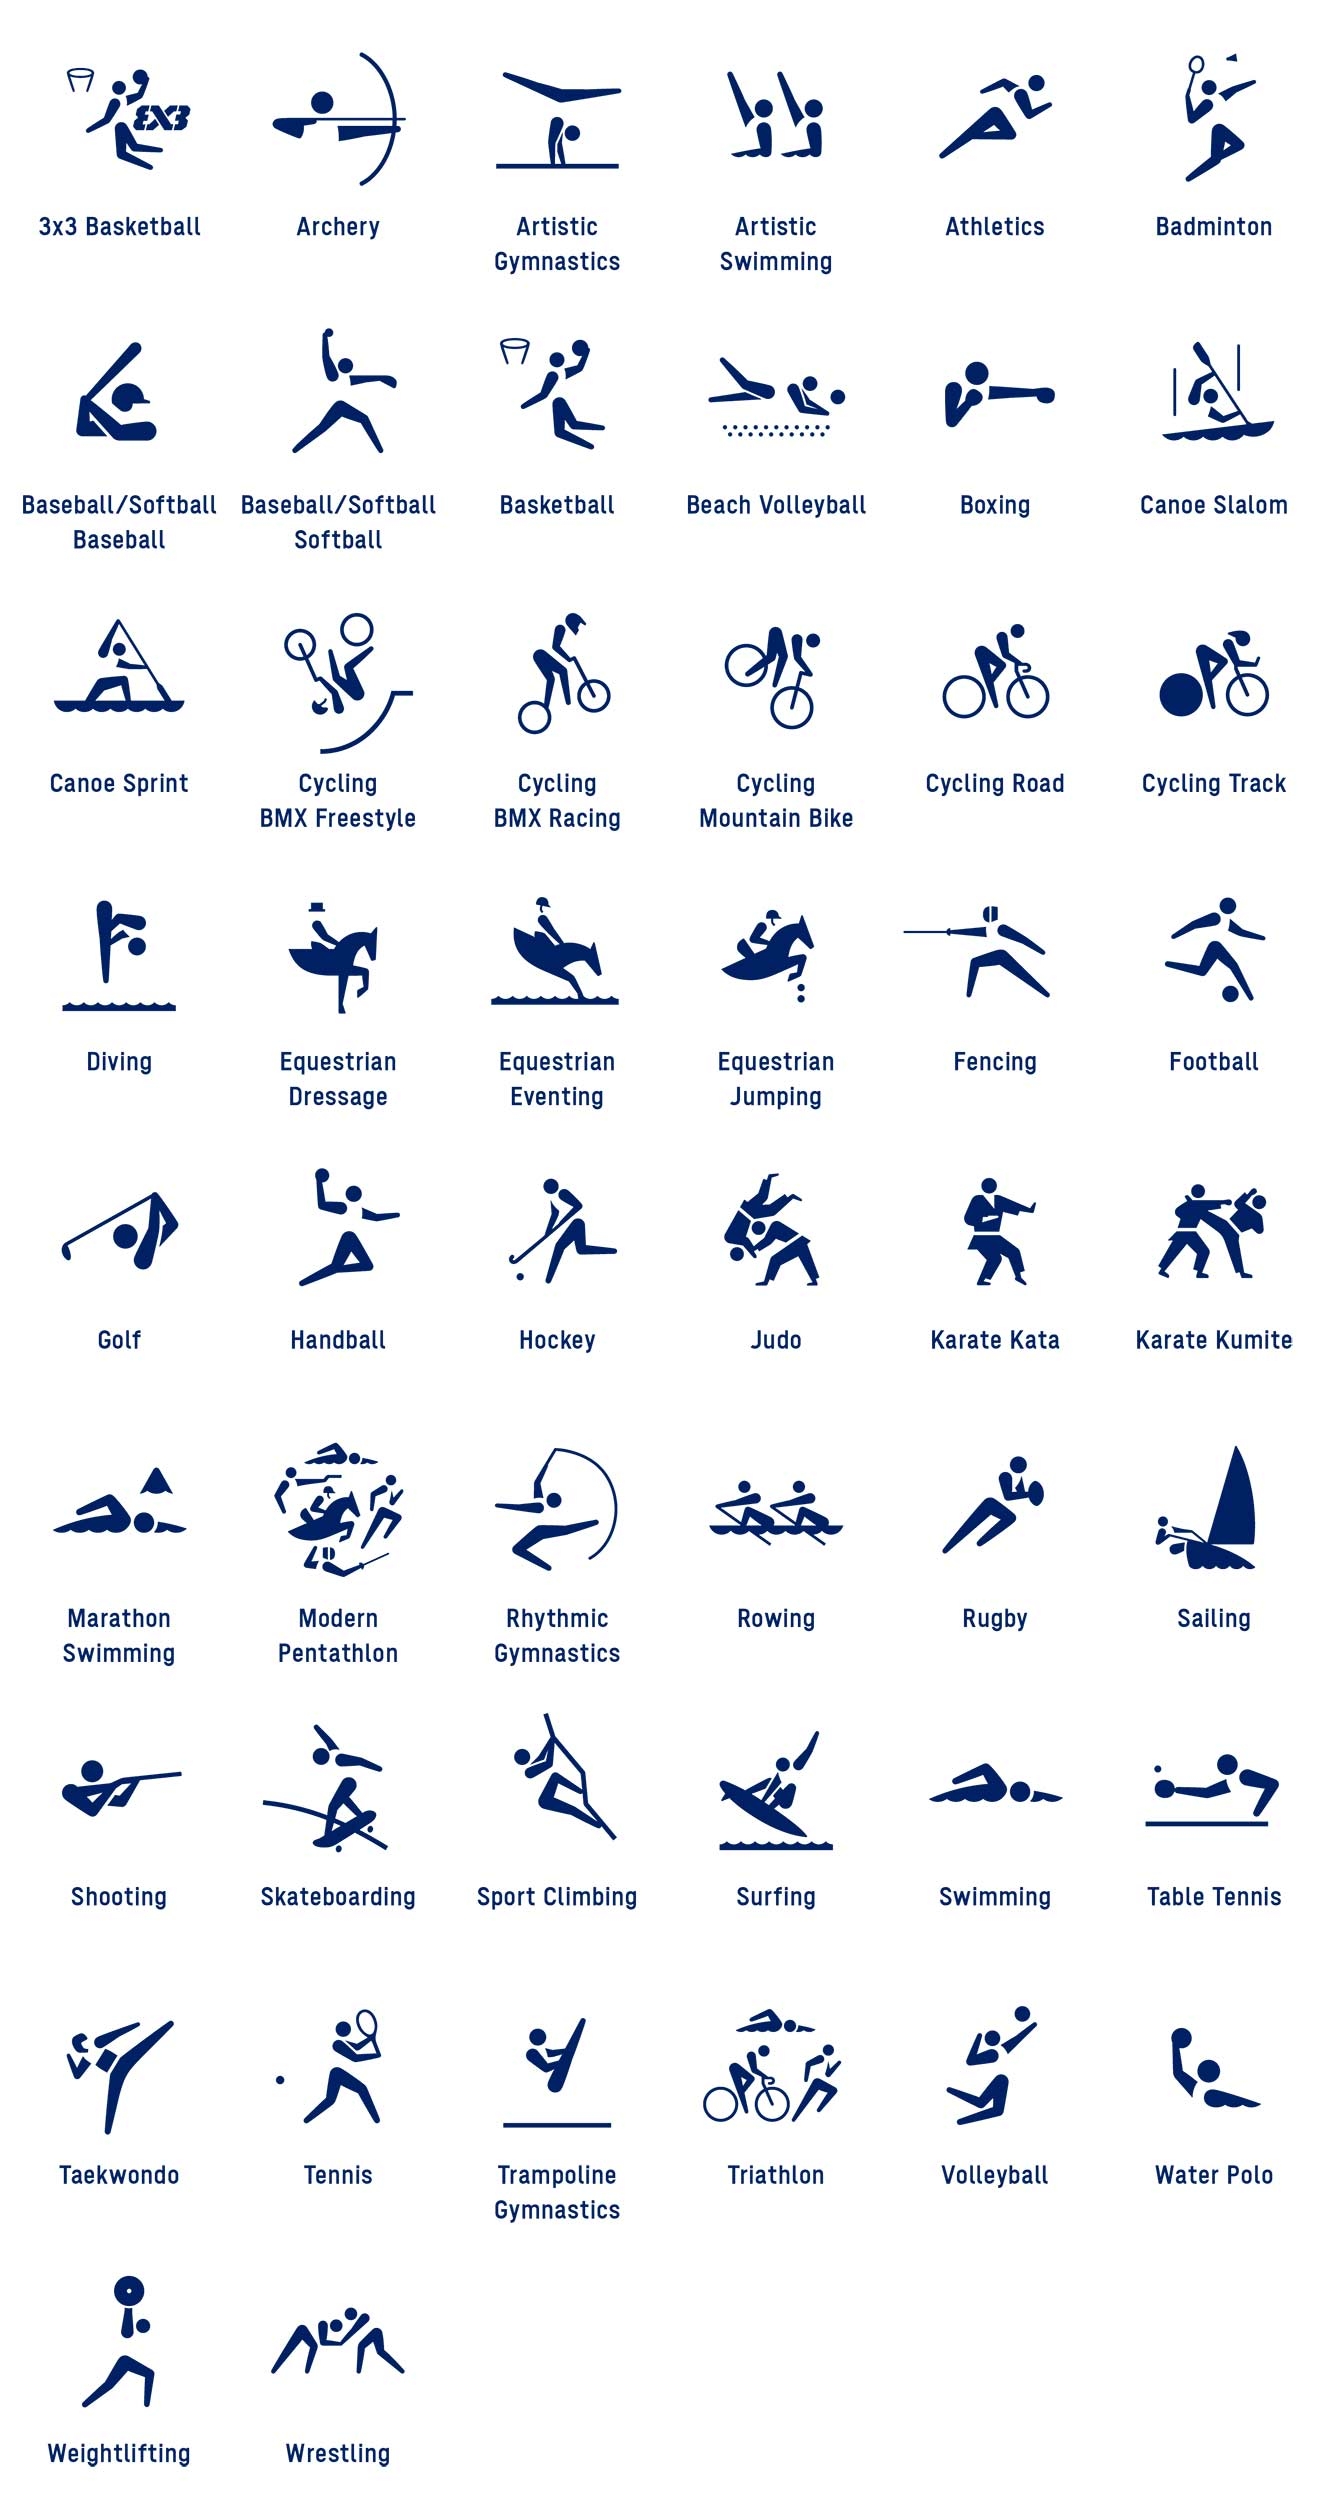 3X3
3x3 Basketball
Archery
Artistic
Gymnastics
Artistic
Swimming
Athletics
Badminton
Baseball/Softball
Baseball
Baseball/Softball
Softball
Basketball
Beach Volleyball
Boxing
Canoe Slalom
Canoe Sprint
Cycling
BMX Freestyle
Cycling
BMX Racing
Cycling
Mountain Bike
Cycling Road
Cycling Track
Diving
Equestrian
Dressage
Equestrian
Eventing
Equestrian
Jumping
Fencing
Football
Golf
Handball
Hockey
Judo
Karate Kata
Karate Kumite
Marathon
Swimming
Modern
Pentathlon
Rhythmic
Gymnastics
Rowing
Rugby
Sailing
Shooting
Skateboarding
Sport Climbing
Surfing
Swimming
Table Tennis
Taekwondo
Tennis
Trampoline
Gymnastics
Triathlon
Volleyball
Water Polo
Weightlifting
Wrestling